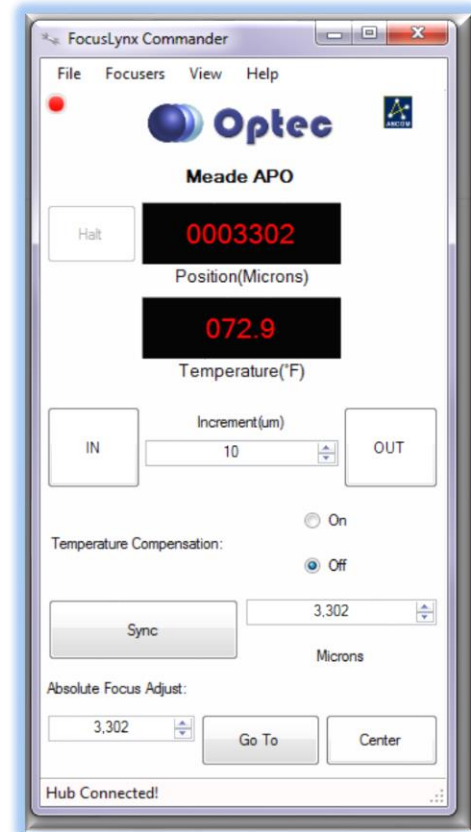 FocusLynx Commander
File Focusers View Help
Optec
ASCOM
Meade APO
Halt
0003302
Position(Microns)
072.9
Temperature(°F)
Increment(um)
IN
10
OUT
On
Temperature Compensation:
Off
3,302
Sync
Microns
Absolute Focus Adjust:
3,302
Go To
Center
Hub Connected!